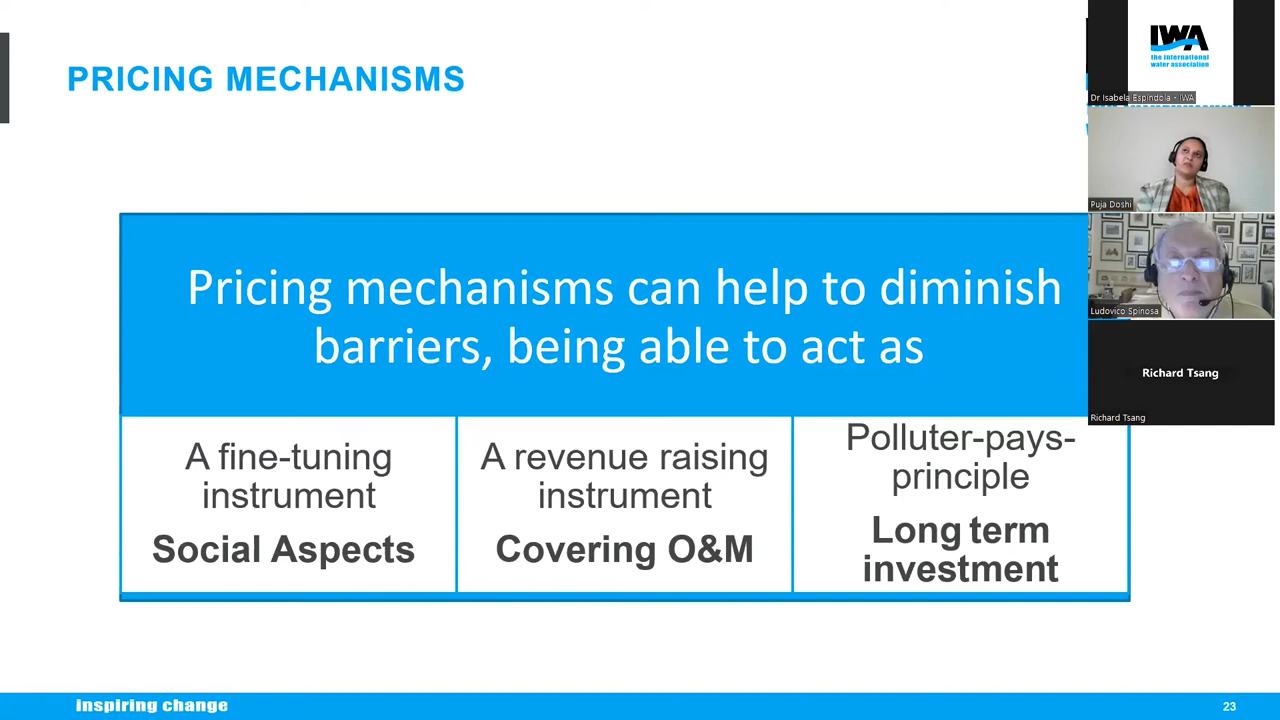 PRICING MECHANISMS
Pricing mechanisms can help to diminish
barriers, being able to act as
A fine-tuning
instrument
Social Aspects
A revenue raising
instrument
Covering O&M
Polluter-pays-
principle
Long term
investment
inspiring change
23
IWA
the international
water association
Dr Isabela Espindola - IWA
Puja Doshi
Ludovico Spinosa
Richard Tsang
Richard Tsang